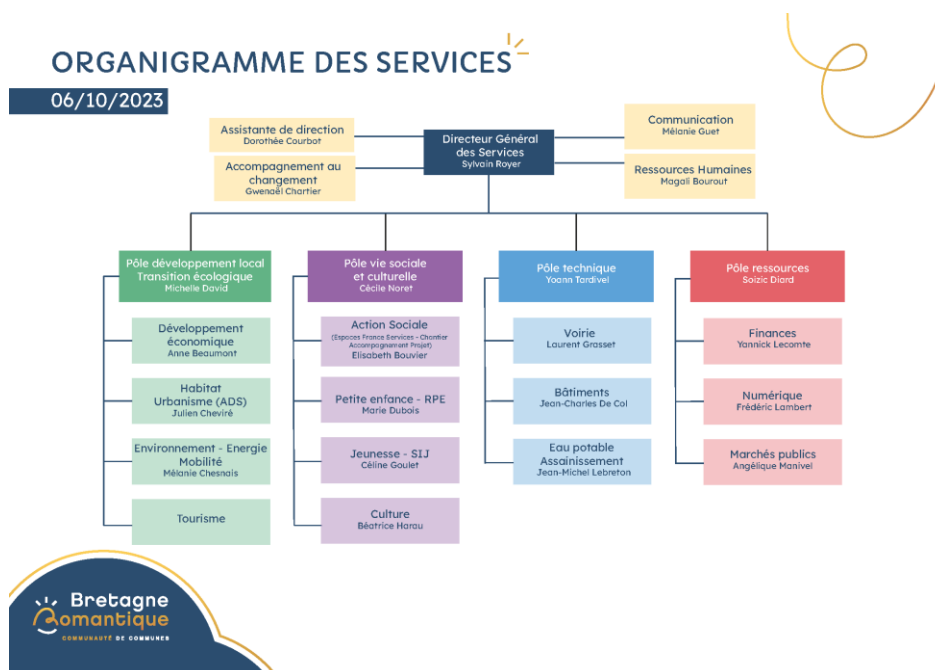 ORGANIGRAMME DES SERVICES
06/10/2023
Assistante de direction
Dorothée Courbot
Accompagnement au
changement
Gwenaël Chartier
Directeur Général
des Services
Sylvain Royer
Communication
Mélanie Guet
Ressources Humaines
Magali Bourout
Pôle développement local
Transition écologique
Michelle David
Développement
économique
Anne Beaumont
Habitat
Urbanisme (ADS)
Julien Cheviré
Environnement - Energie
Mobilité
Mélanie Chesnais
Tourisme
Pôle vie sociale
et culturelle
Cécile Noret
Action Sociale
(Espaces France Services - Chantier
Accompagnement Projet)
Elisabeth Bouvier
Petite enfance - RPE
Marie Dubois
Jeunesse - SIJ
Céline Goulet
Culture
Béatrice Harau
Pôle technique
Yoann Tardivel
Voirie
Laurent Grasset
Bâtiments
Jean-Charles De Col
Eau potable
Assainissement
Jean-Michel Lebreton
Pôle ressources
Soizic Diard
Finances
Yannick Lecomte
Numérique
Frédéric Lambert
Marchés publics
Angélique Manivel
Bretagne
Romantique
COMMUNAUTÉ DE COMMUNES